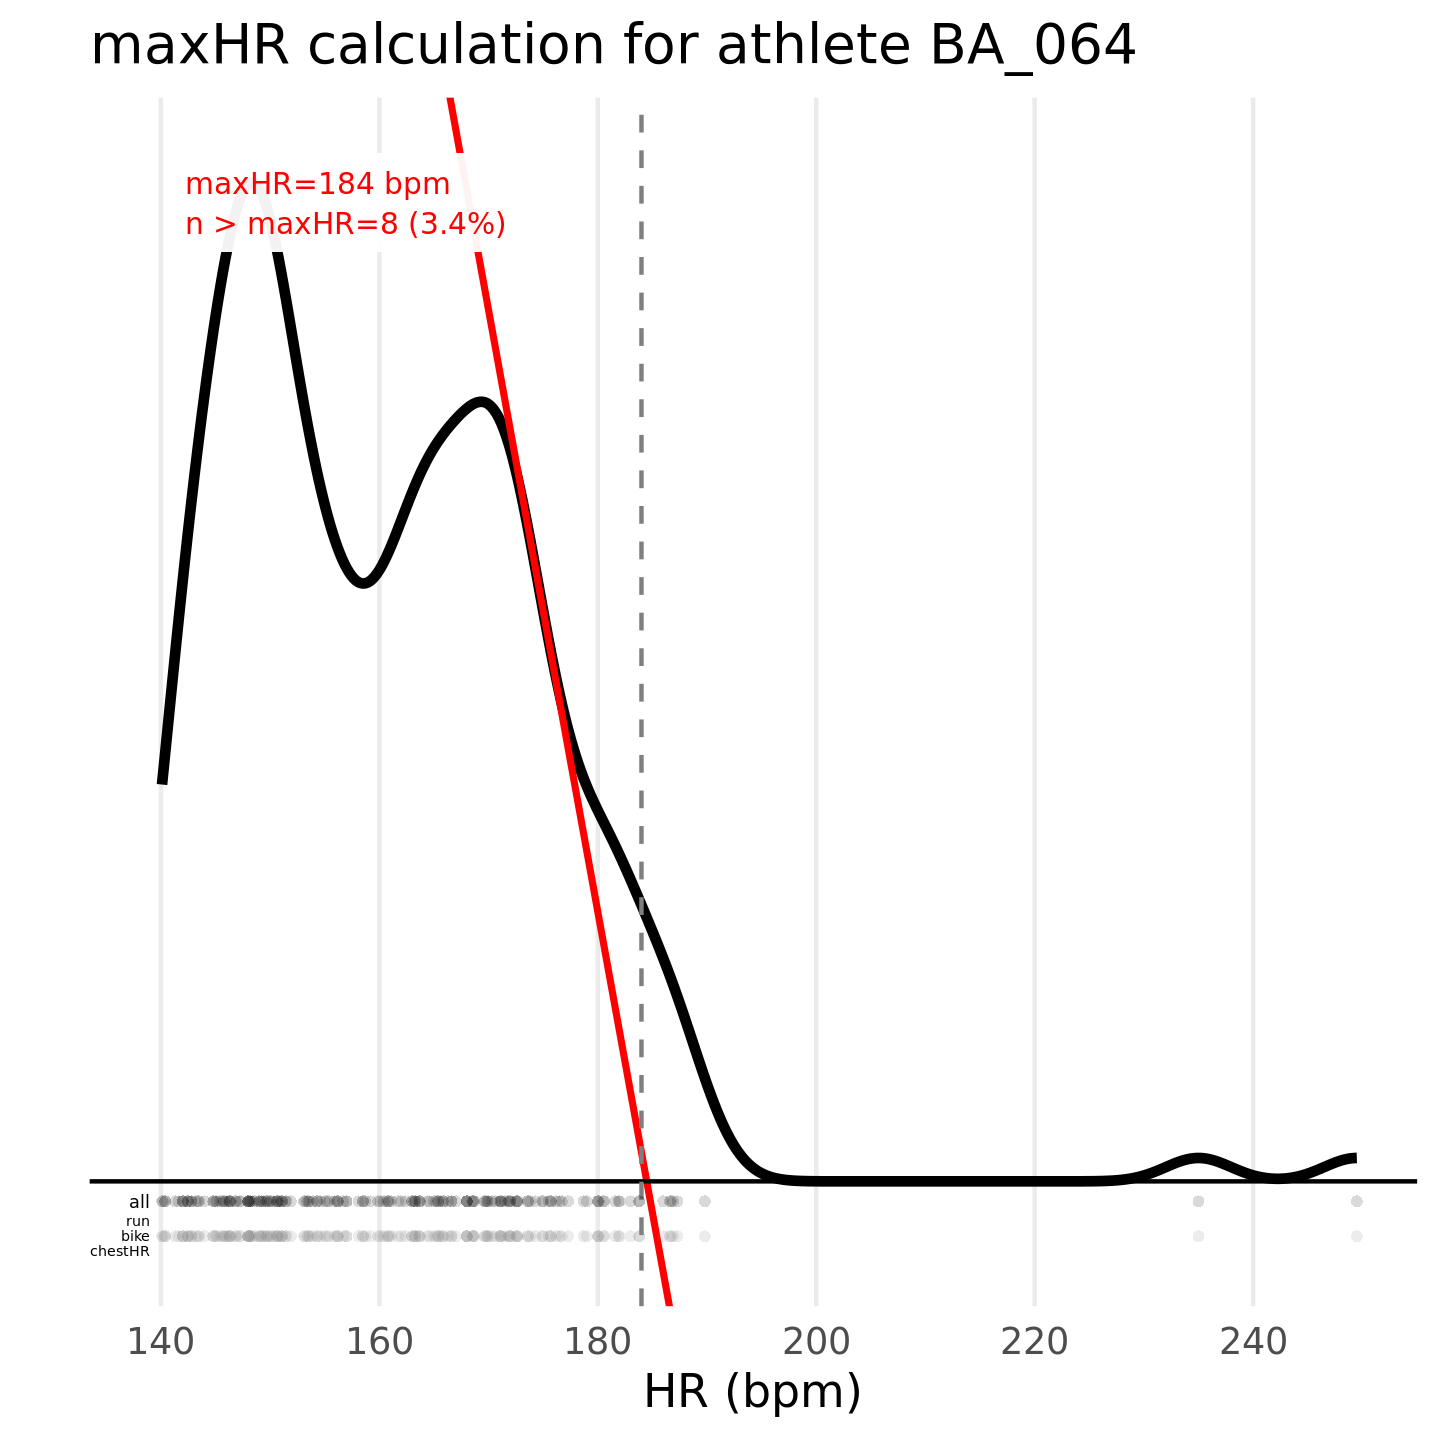 maxHR calculation for athlete BA_064
maxHR=184 bpm
n > maxHR=8 (3.4%)
all
run
bike
chestHR
140 160 180 200 220 240
HR (bpm)